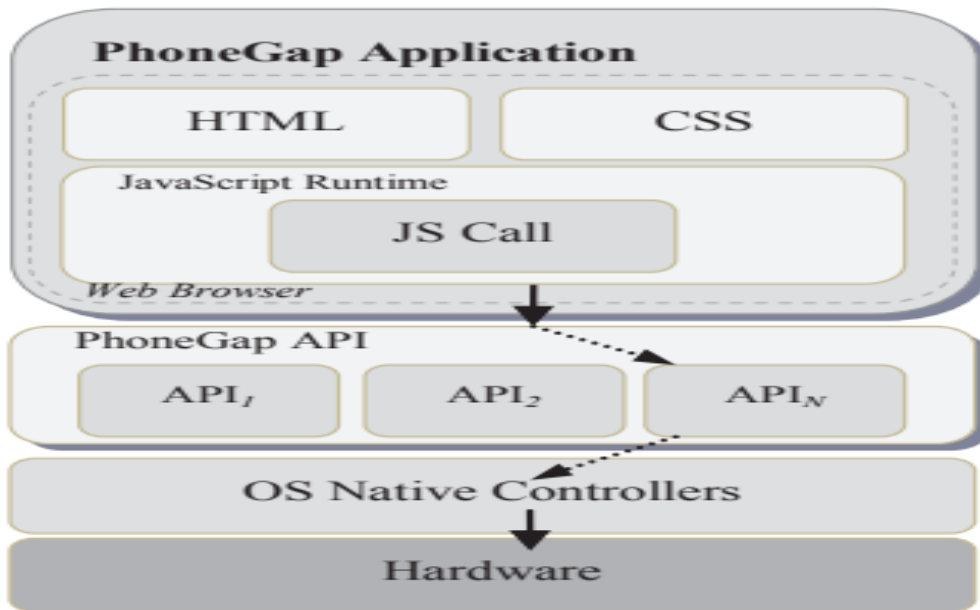 PhoneGap Application
HTML
CSS
JavaScript Runtime
JS Call
Web Browser
PhoneGap API
API1
API2
APIN
OS Native Controllers
Hardware